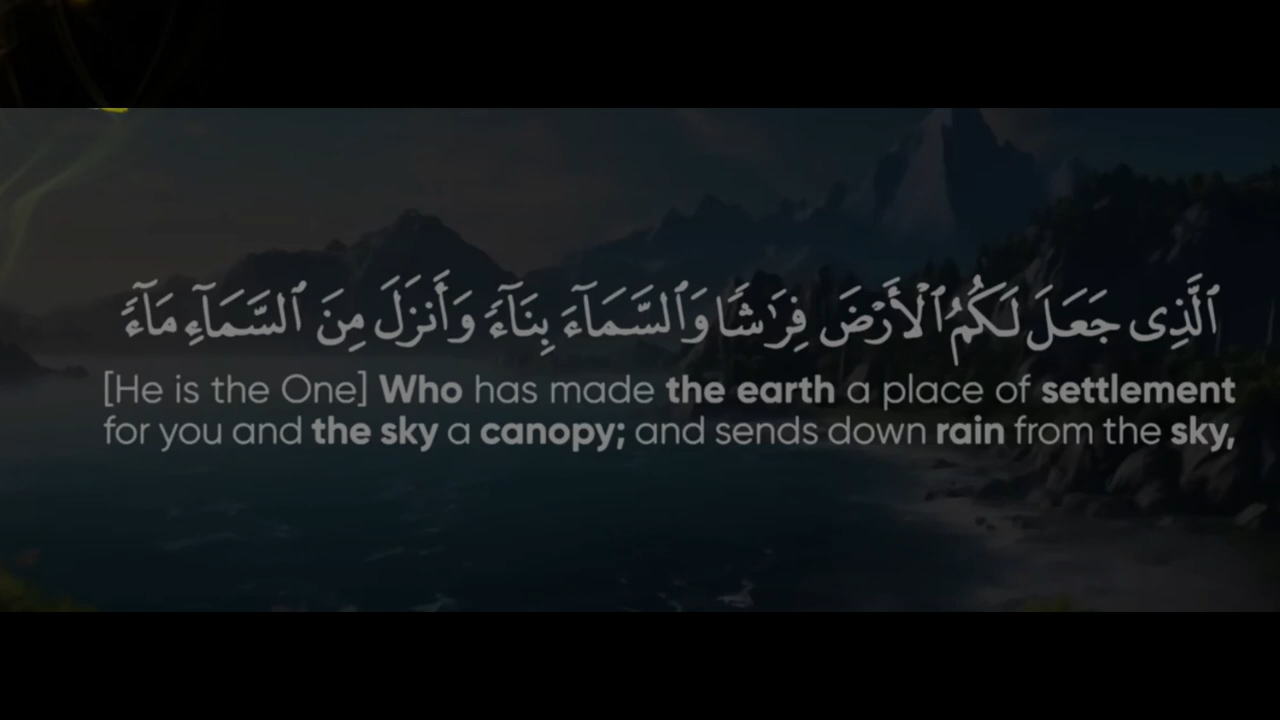 ٱلَّذِى جَعَلَ لَكُمُ ٱلْأَرْضَ فِرَٰشًا وَٱلسَّمَآءَ بِنَآءً وَأَنزَلَ مِنَ ٱلسَّمَآءِ مَآءً
[He is the One] Who has made the earth a place of settlement
for you and the sky a canopy; and sends down rain from the sky,